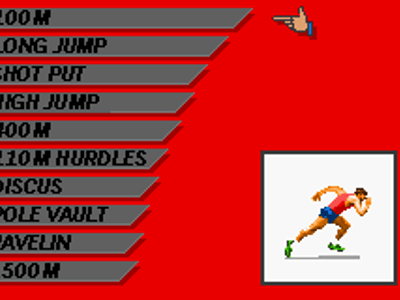 100 M
LONG JUMP
SHOT PUT
HIGH JUMP
400 M
110 M HURDLES
DISCUS
POLE VAULT
JAVELIN
1500 M